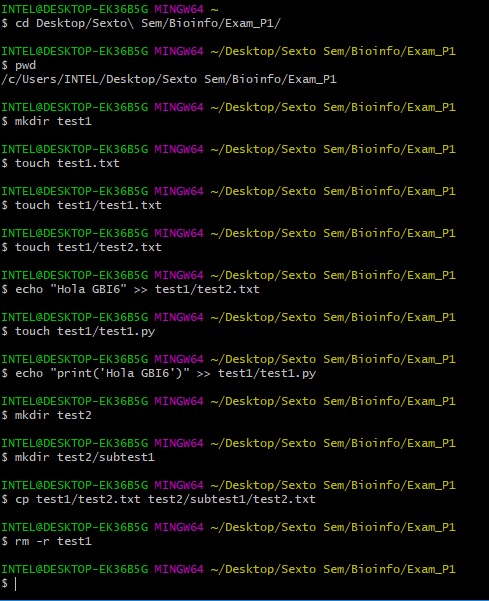 INTEL@DESKTOP-EK36B5G MINGW64 ~
$ cd Desktop/Sexto\ Sem/Bioinfo/Exam_P1/
INTEL@DESKTOP-EK36B5G MINGW64 ~/Desktop/Sexto Sem/Bioinfo/Exam_P1
$ pwd
/c/Users/INTEL/Desktop/Sexto Sem/Bioinfo/Exam_P1
INTEL@DESKTOP-EK36B5G MINGW64 ~/Desktop/Sexto Sem/Bioinfo/Exam_P1
$ mkdir test1
INTEL@DESKTOP-EK36B5G MINGW64 ~/Desktop/Sexto Sem/Bioinfo/Exam_P1
$ touch test1.txt
INTEL@DESKTOP-EK36B5G MINGW64 ~/Desktop/Sexto Sem/Bioinfo/Exam_P1
$ touch test1/test1.txt
INTEL@DESKTOP-EK36B5G MINGW64 ~/Desktop/Sexto Sem/Bioinfo/Exam_P1
$ touch test1/test2.txt
INTEL@DESKTOP-EK36B5G MINGW64 ~/Desktop/Sexto Sem/Bioinfo/Exam_P1
$ echo "Hola GBI6" >> test1/test2.txt
INTEL@DESKTOP-EK36B5G MINGW64 ~/Desktop/Sexto Sem/Bioinfo/Exam_P1
$ touch test1/test1.py
INTEL@DESKTOP-EK36B5G MINGW64 ~/Desktop/Sexto Sem/Bioinfo/Exam_P1
$ echo "print('Hola GBI6')" >> test1/test1.py
INTEL@DESKTOP-EK36B5G MINGW64 ~/Desktop/Sexto Sem/Bioinfo/Exam_P1
$ mkdir test2
INTEL@DESKTOP-EK36B5G MINGW64 ~/Desktop/Sexto Sem/Bioinfo/Exam_P1
$ mkdir test2/subtest1
INTEL@DESKTOP-EK36B5G MINGW64 ~/Desktop/Sexto Sem/Bioinfo/Exam_P1
$ cp test1/test2.txt test2/subtest1/test2.txt
INTEL@DESKTOP-EK36B5G MINGW64 ~/Desktop/Sexto Sem/Bioinfo/Exam_P1
$ rm -r test1
INTEL@DESKTOP-EK36B5G MINGW64 ~/Desktop/Sexto Sem/Bioinfo/Exam_P1
$